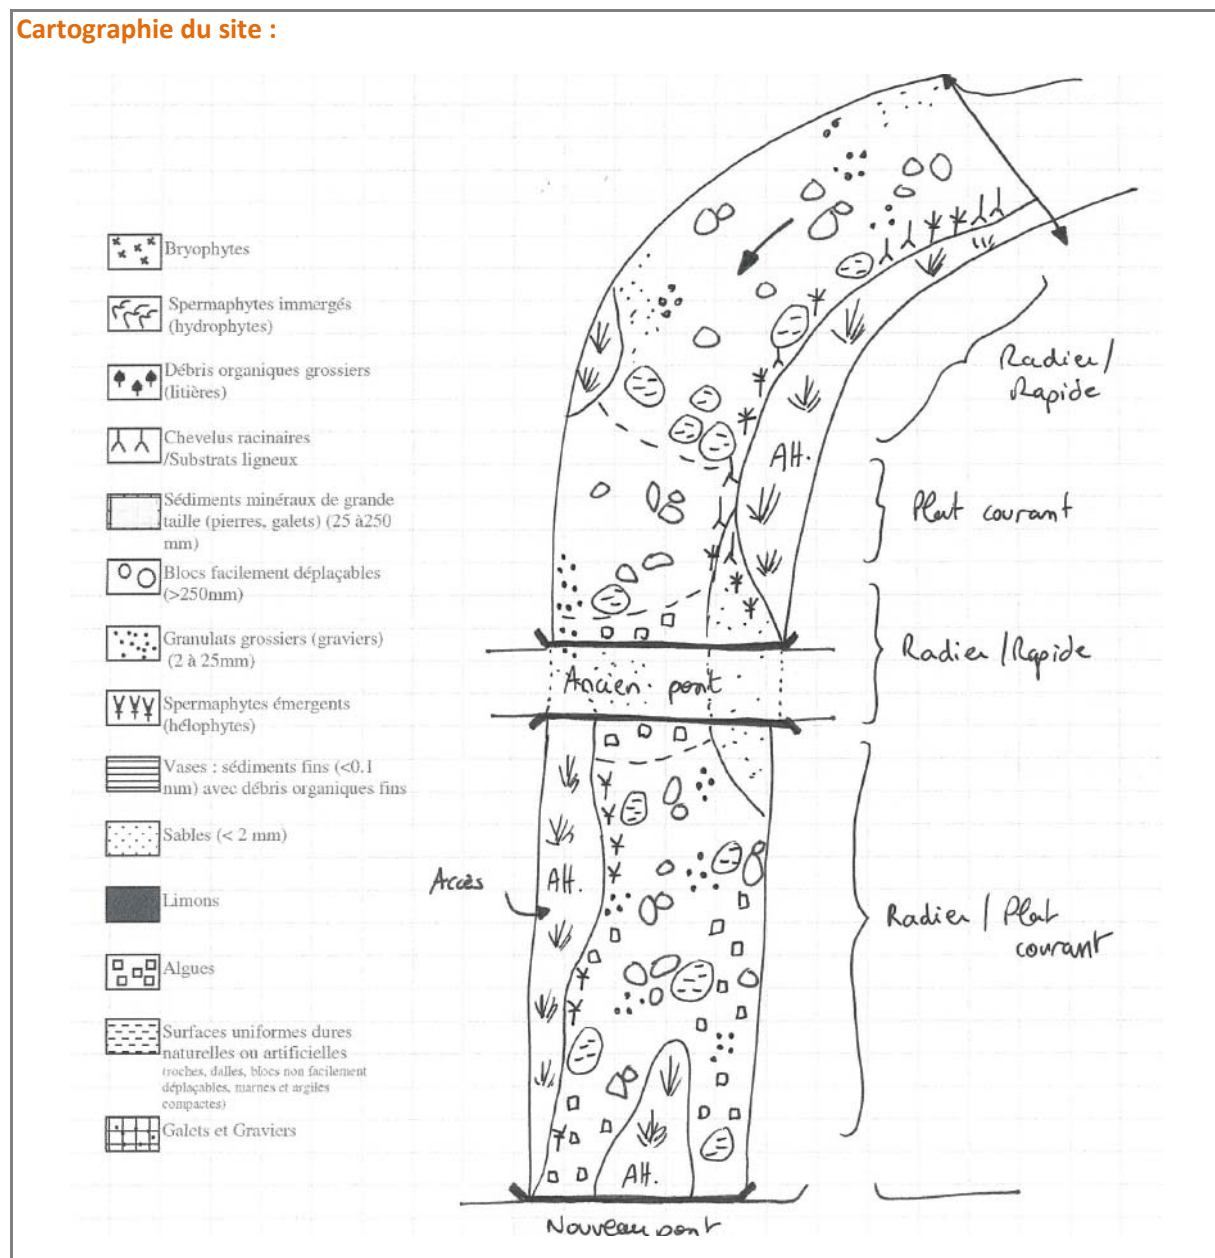 Cartographie du site :
Bryophytes
Spermaphytes immergés
(hydrophytes)
Débris organiques grossiers
(litières)
Chevelus racinaires
/Substrats ligneux
Sédiments minéraux de grande
taille (pierres, galets) (25 à250
mm)
Blocs facilement déplaçables
(>250mm)
Granulats grossiers (graviers)
(2 à 25mm)
Spermaphytes émergents
(hélophytes)
Vases : sédiments fins (<0.1
mm) avec débris organiques fins
Sables (< 2 mm)
Limons
Algues
Surfaces uniformes dures
naturelles ou artificielles
(roches, dalles, blocs non facilement
déplaçables, marnes et argiles
compactes)
Galets et Graviers
Radier/
Rapide
AH.
Plat courant
Radier/Rapide
Ancien pont
Accès
AH.
Radier / Plat
courant
AH.
Nouveau pont